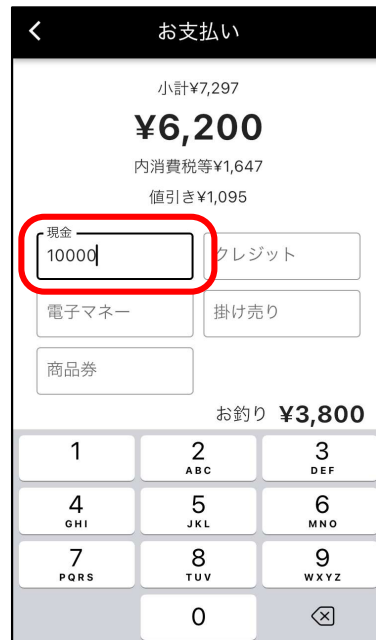 お支払い
小計¥7,297
¥6,200
内消費税等¥1,647
値引き¥1,095
現金
10000
クレジット
電子マネー
掛け売り
商品券
お釣り ¥3,800
1
2
ABC
3
DEF
4
GHI
5
JKL
6
MNO
7
PQRS
8
TUV
9
WXYZ
0